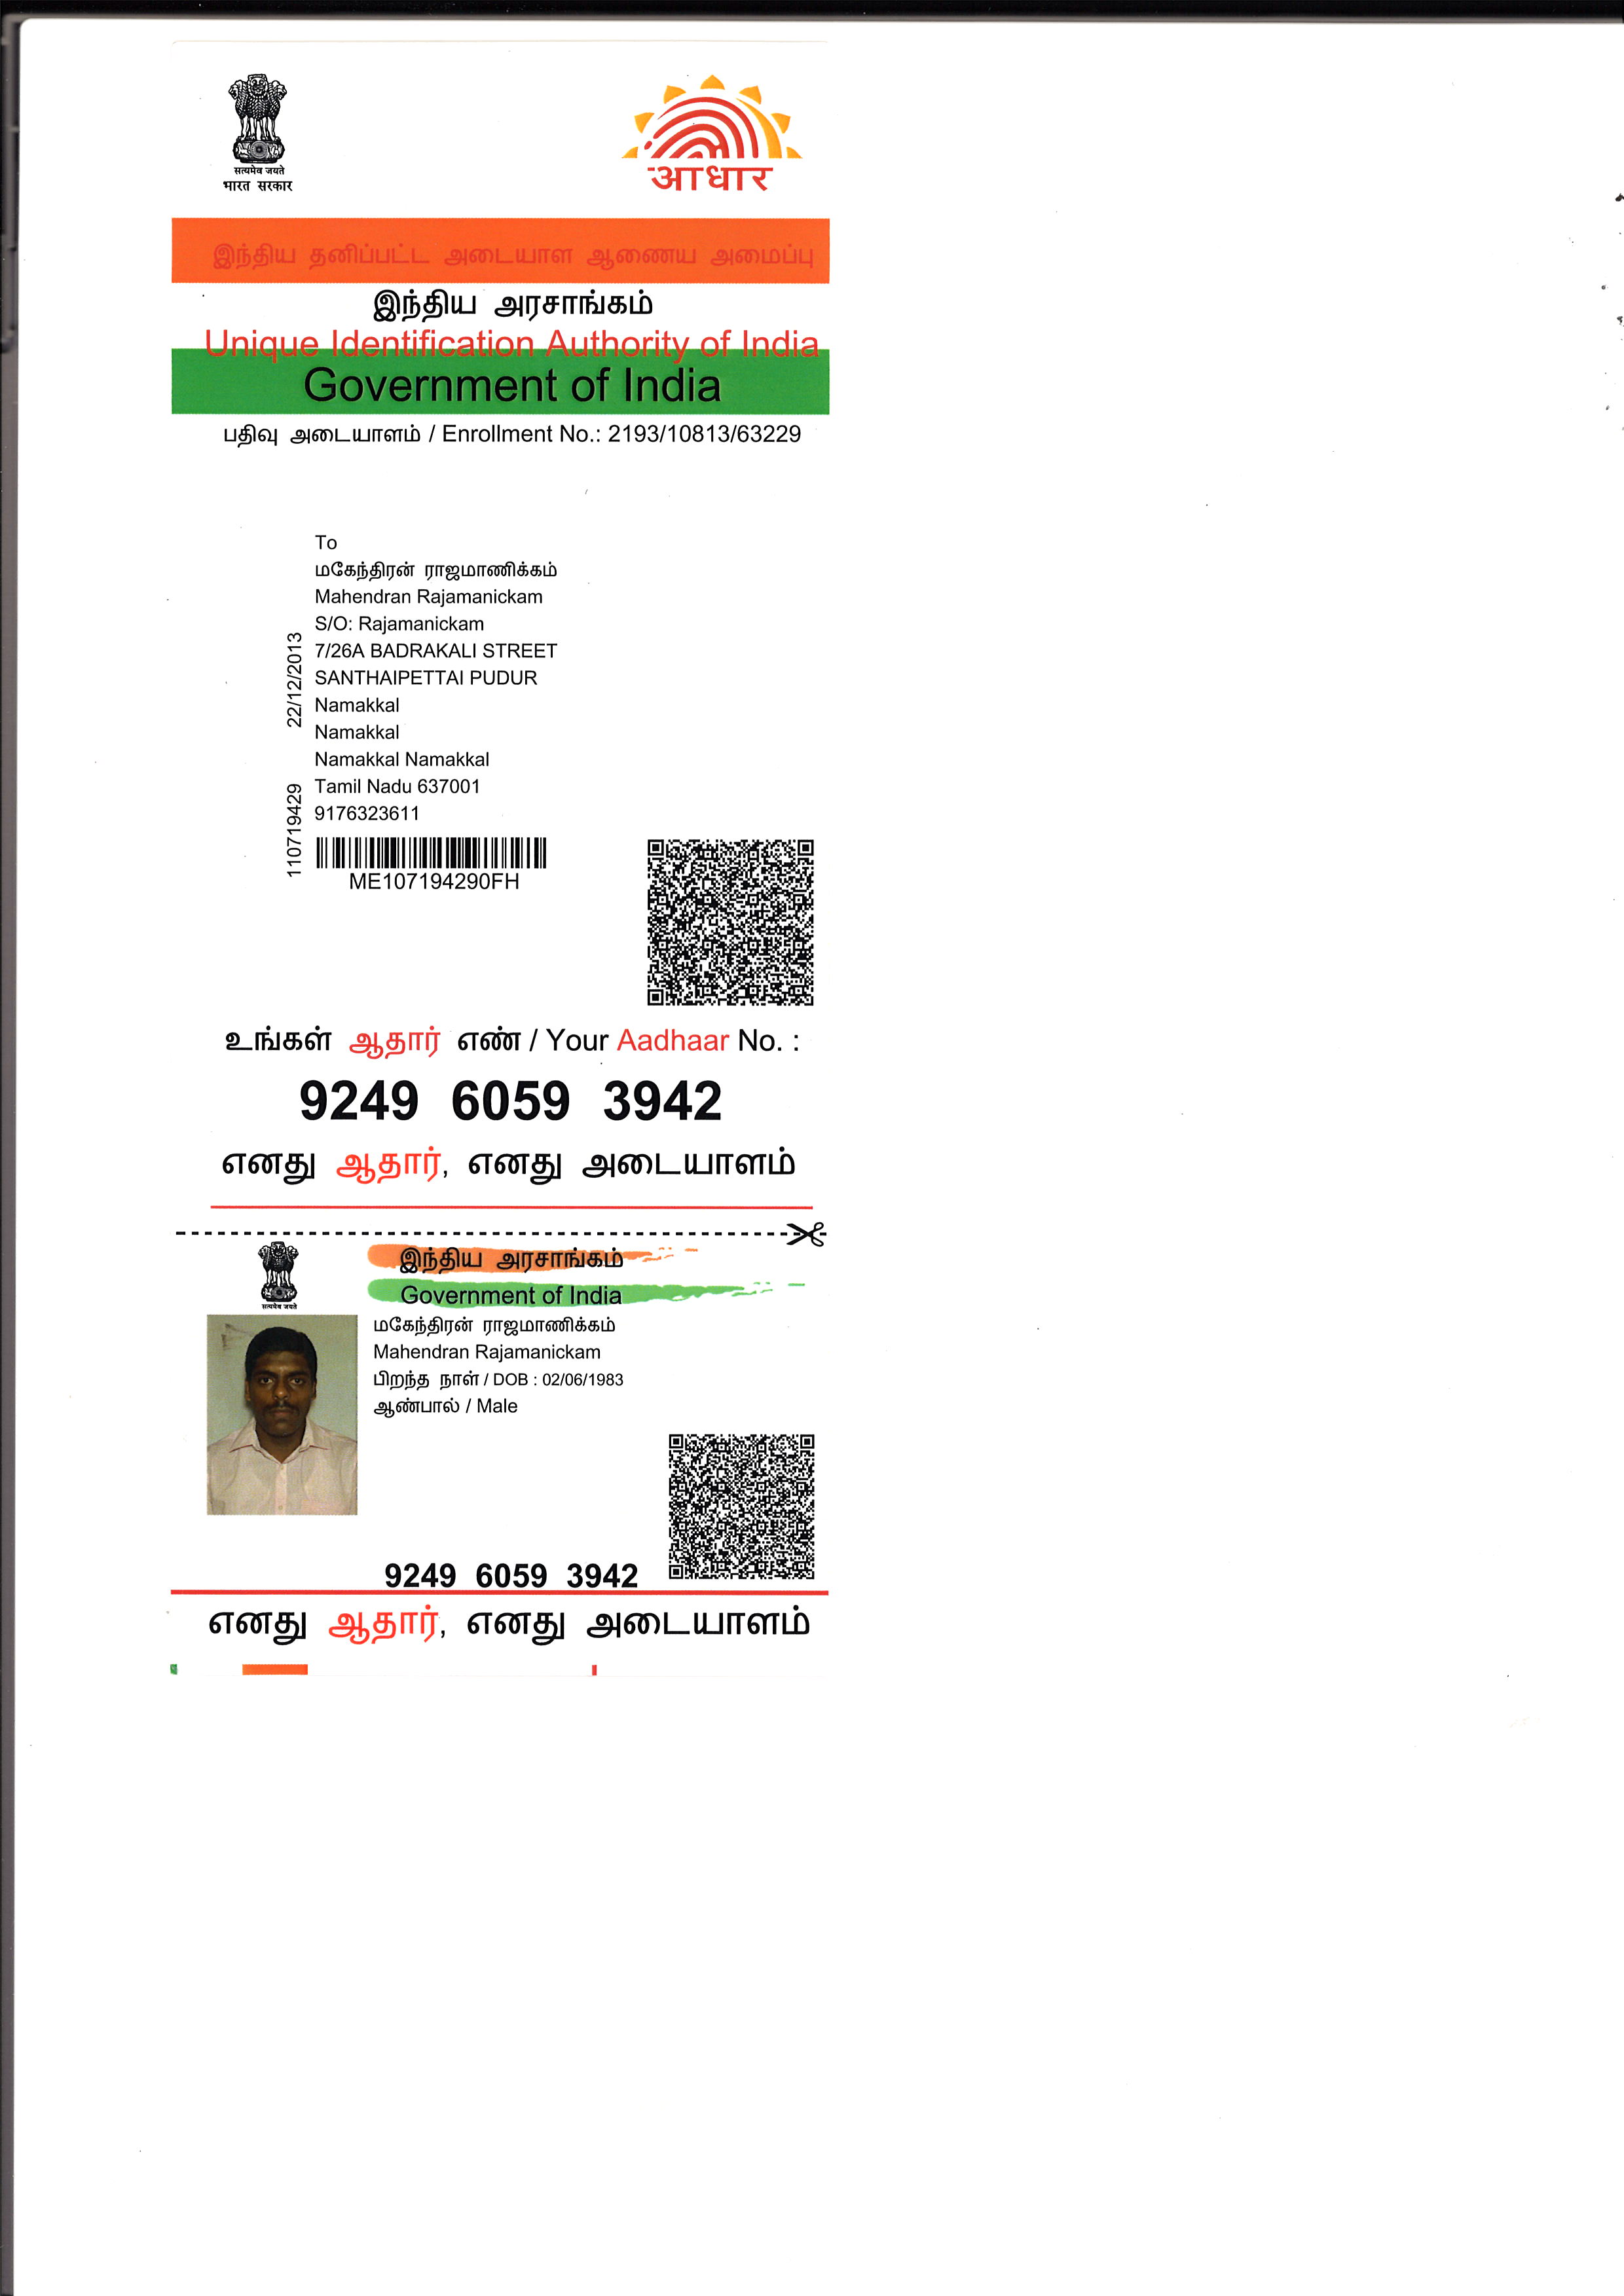 सत्यमेव जयते
भारत सरकार
आधार
இந்திய தனிப்பட்ட அடையாள ஆணைய அமைப்பு
இந்திய அரசாங்கம்
Unique Identification Authority of India
Government of India
பதிவு அடையாளம் / Enrollment No.: 2193/10813/63229
To
மகேந்திரன் ராஜமாணிக்கம்
Mahendran Rajamanickam
S/O: Rajamanickam
7/26A BADRAKALI STREET
SANTHAIPETTAI PUDUR
Namakkal
Namakkal
Namakkal Namakkal
Tamil Nadu 637001
9176323611
22/12/2013
110719429
ME107194290FH
உங்கள் ஆதார் எண் / Your Aadhaar No. :
9249 6059 3942
எனது ஆதார், எனது அடையாளம்
सत्यमेव जयते
இந்திய அரசாங்கம்
Government of India
மகேந்திரன் ராஜமாணிக்கம்
Mahendran Rajamanickam
பிறந்த நாள் / DOB : 02/06/1983
ஆண்பால் / Male
9249 6059 3942
எனது ஆதார், எனது அடையாளம்